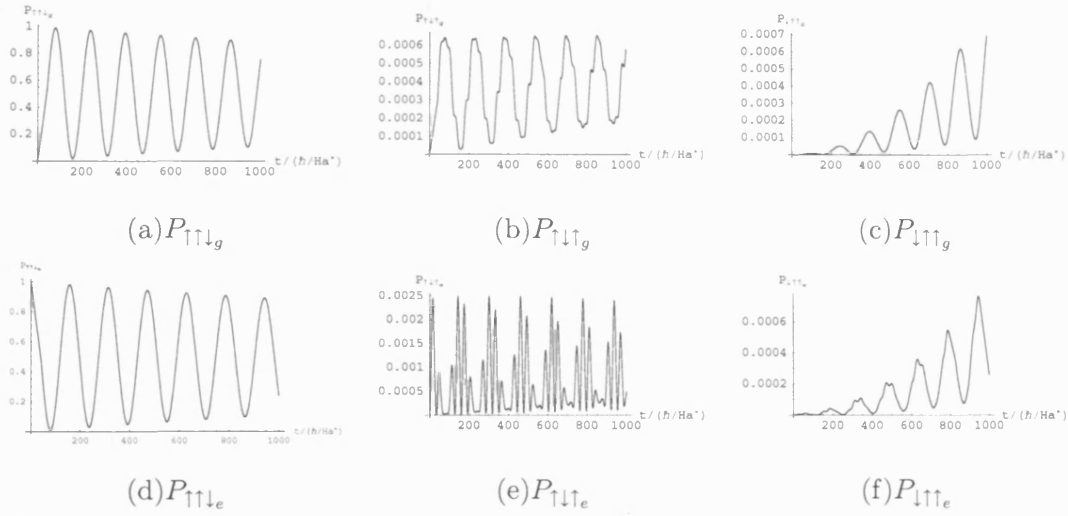 P↑↑↓g
1
0.8
0.6
0.4
0.2
200 400 600 800 1000
t/(ℏ/Ha*)
P↑↓↑g
0.0006
0.0005
0.0004
0.0003
0.0002
0.0001
200 400 600 800 1000
t/(ℏ/Ha*)
P↓↑↑g
0.0007
0.0006
0.0005
0.0004
0.0003
0.0002
0.0001
200 400 600 800 1000
t/(ℏ/Ha*)
(a)P↑↑↓g
(b)P↑↓↑g
(c)P↓↑↑g
1
0.8
0.6
0.4
0.2
200 400 600 800 1000
t/(ℏ/Ha*)
P↑↓↑e
0.0025
0.002
0.0015
0.001
0.0005
200 400 600 800 1000
t/(ℏ/Ha*)
P↓↑↑e
0.0006
0.0004
0.0002
200 400 600 800 1000
t/(ℏ/Ha*)
(d)P↑↑↓e
(e)P↑↓↑e
(f)P↓↑↑e